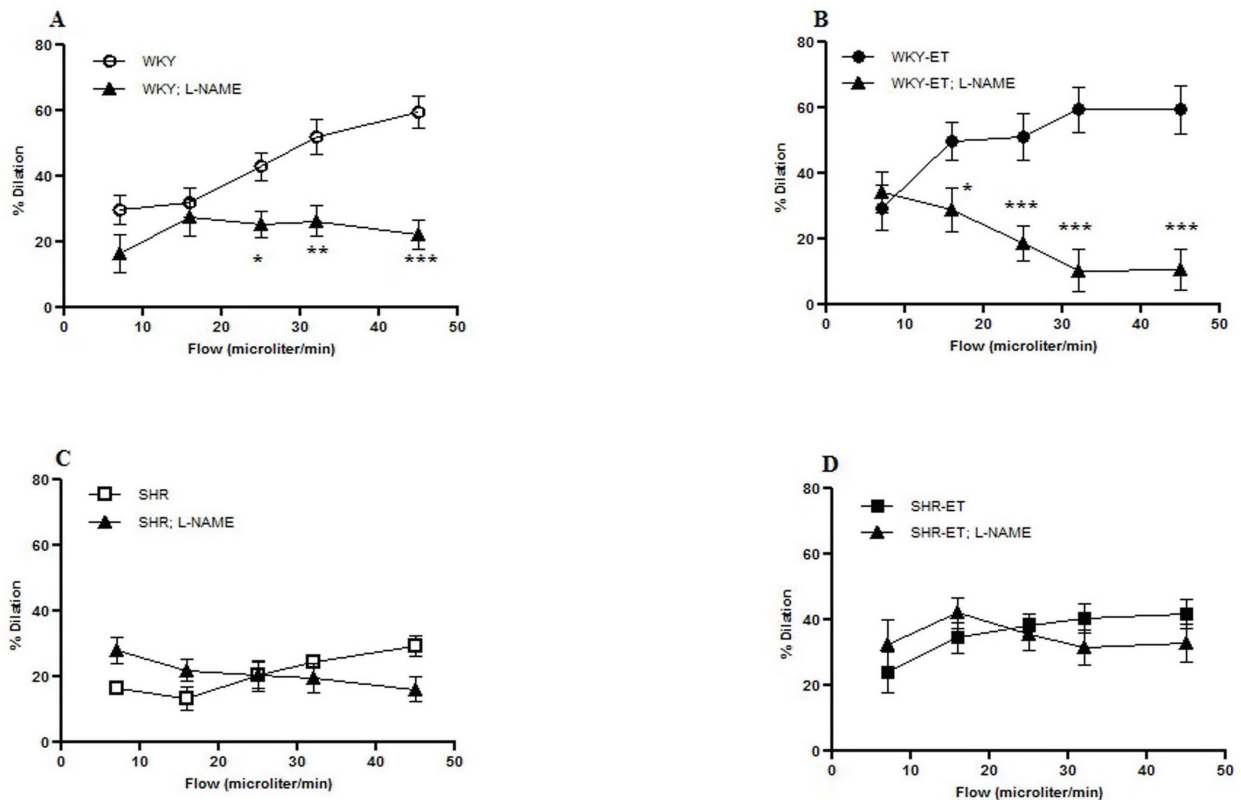 A
WKY
WKY; L-NAME
% Dilation
80
60
40
20
0
*
**
***
0 10 20 30 40 50
Flow (microliter/min)
B
WKY-ET
WKY-ET; L-NAME
% Dilation
80
60
40
20
0
*
***
***
***
0 10 20 30 40 50
Flow (microliter/min)
C
SHR
SHR; L-NAME
% Dilation
80
60
40
20
0
0 10 20 30 40 50
Flow (microliter/min)
D
SHR-ET
SHR-ET; L-NAME
% Dilation
80
60
40
20
0
0 10 20 30 40 50
Flow (microliter/min)